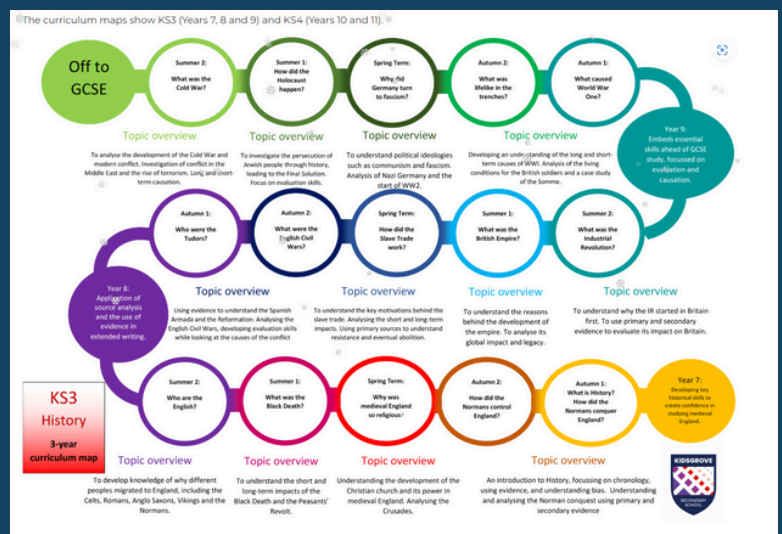 The curriculum maps show KS3 (Years 7, 8 and 9) and KS4 (Years 10 and 11).
Off to
GCSE
Summer 2:
What was the
Cold War?
Summer 1:
How did the
Holocaust
happen?
Spring Term:
Why did
Germany turn
to fascism?
Autumn 2:
What was
lifelike in the
trenches?
Autumn 1:
What caused
World War
One?
Year 9:
Embeds essential
skills ahead of GCSE
study, focussed on
evaluation and
causation.
Topic overview
To analyse the development of the Cold War and
modern conflict. Investigation of conflict in the
Middle East and the rise of terrorism. Long and short-
term causation.
Topic overview
To investigate the persecution of
Jewish people through history,
leading to the Final Solution.
Focus on evaluation skills.
Topic overview
To understand political ideologies
such as communism and fascism.
Analysis of Nazi Germany and the
start of WW2.
Topic overview
Developing an understanding of the long and short-
term causes of WWI. Analysis of the living
conditions for the British soldiers and a case study
of the Somme.
Autumn 1:
Who were the
Tudors?
Autumn 2:
What were the
English Civil
Wars?
Spring Term:
How did the
Slave Trade
work?
Summer 1:
What was the
British Empire?
Summer 2:
What was the
Industrial
Revolution?
Year 8:
Application of
source analysis
and the use of
evidence in
extended writing.
Topic overview
Using evidence to understand the Spanish
Armada and the Reformation. Analysing the
English Civil Wars, developing evaluation skills
while looking at the causes of the conflict
Topic overview
To understand the key motivations behind the
slave trade. Analysing the short and long-term
impacts. Using primary sources to understand
resistance and eventual abolition.
Topic overview
To understand the reasons
behind the development of
the empire. To analyse its
global impact and legacy.
Topic overview
To understand why the IR started in Britain
first. To use primary and secondary
evidence to evaluate its impact on Britain.
KS3
History
3-year
curriculum map
Summer 2:
Who are the
English?
Summer 1:
What was the
Black Death?
Spring Term:
Why was
medieval England
so religious?
Autumn 2:
How did the
Normans control
England?
Autumn 1:
What is History?
How did the
Normans conquer
England?
Year 7:
Developing key
historical skills to
create confidence in
studying medieval
England.
Topic overview
To develop knowledge of why different
peoples migrated to England, including the
Celts, Romans, Anglo Saxons, Vikings and the
Normans.
Topic overview
To understand the short and
long-term impacts of the
Black Death and the Peasants'
Revolt.
Topic overview
Understanding the development of the
Christian church and its power in
medieval England. Analysing the
Crusades.
Topic overview
An introduction to History, focussing on chronology,
using evidence, and understanding bias. Understanding
and analysing the Norman conquest using primary and
secondary evidence
KIDSGROVE
SECONDARY
SCHOOL